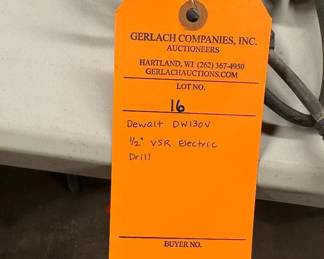 GERLACH COMPANIES, INC.
AUCTIONEERS
HARTLAND, WI (262) 367-4950
GERLACHAUCTIONS.COM
LOT NO.
16
Dewalt DW130V
1/2" VSR Electric
Drill
BUYER NO.